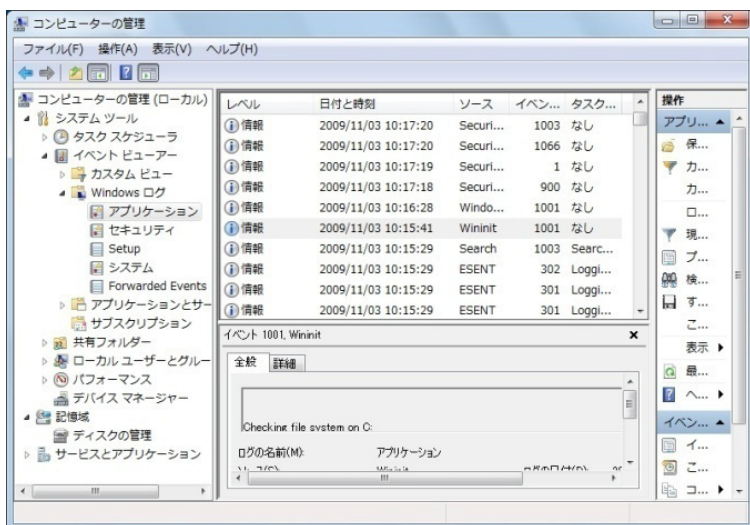 コンピューターの管理
ファイル(F) 操作(A) 表示(V) ヘルプ(H)
コンピューターの管理 (ローカル)
システム ツール
タスク スケジューラ
イベント ビューアー
カスタム ビュー
Windows ログ
アプリケーション
セキュリティ
Setup
システム
Forwarded Events
アプリケーションとサー
サブスクリプション
共有フォルダー
ローカル ユーザーとグルー
パフォーマンス
デバイス マネージャー
記憶域
ディスクの管理
サービスとアプリケーション
レベル 日付と時刻 ソース イベン... タスク...
情報 2009/11/03 10:17:20 Securi... 1003 なし
情報 2009/11/03 10:17:20 Securi... 1066 なし
情報 2009/11/03 10:17:19 Securi... 1 なし
情報 2009/11/03 10:17:18 Securi... 900 なし
情報 2009/11/03 10:16:28 Windo... 1001 なし
情報 2009/11/03 10:15:41 Wininit 1001 なし
情報 2009/11/03 10:15:29 Search 1003 Searc...
情報 2009/11/03 10:15:29 ESENT 302 Loggi...
情報 2009/11/03 10:15:29 ESENT 301 Loggi...
情報 2009/11/03 10:15:29 ESENT 301 Loggi...
イベント 1001, Wininit
全般 詳細
Checking file system on C:
ログの名前(M): アプリケーション
操作
アプリ...
保...
カ...
カ...
ロ...
現...
プ...
検...
す...
こ...
表示
最...
ヘ...
イベン...
イ...
こ...
コ...